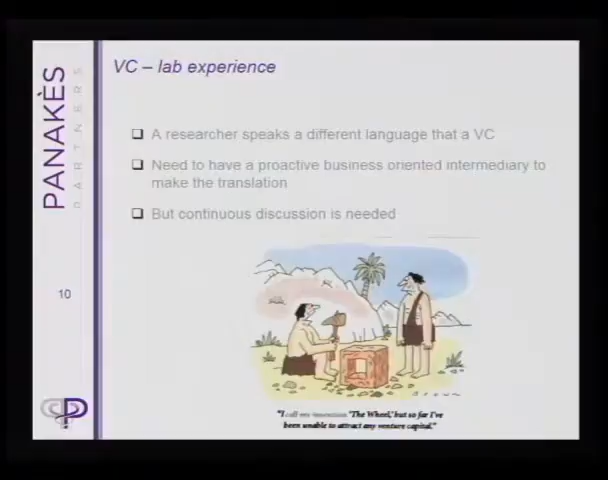 PANAKÈS
PARTNERS
VC – lab experience
A researcher speaks a different language that a VC
Need to have a proactive business oriented intermediary to
make the translation
But continuous discussion is needed
10
"I call my invention 'The Wheel,' but so far I've
been unable to attract any venture capital."